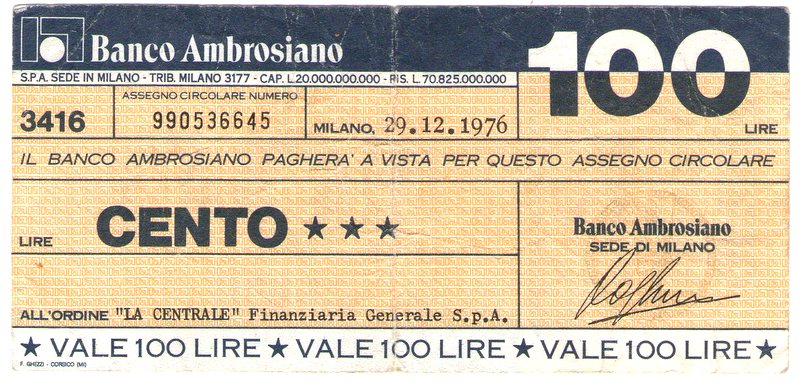 Banco Ambrosiano
100
S.P.A. SEDE IN MILANO - TRIB. MILANO 3177 - CAP. L.20.000.000.000 - RIS. L. 70.825.000.000
ASSEGNO CIRCOLARE NUMERO
3416
990536645
MILANO, 29.12.1976
LIRE
IL BANCO AMBROSIANO PAGHERA' A VISTA PER QUESTO ASSEGNO CIRCOLARE
LIRE CENTO ★★★
Banco Ambrosiano
SEDE DI MILANO
ALL'ORDINE "LA CENTRALE" Finanziaria Generale S.p.A.
★ VALE 100 LIRE ★ VALE 100 LIRE ★ VALE 100 LIRE ★
F. GHEZZI - CORSICO (MI)